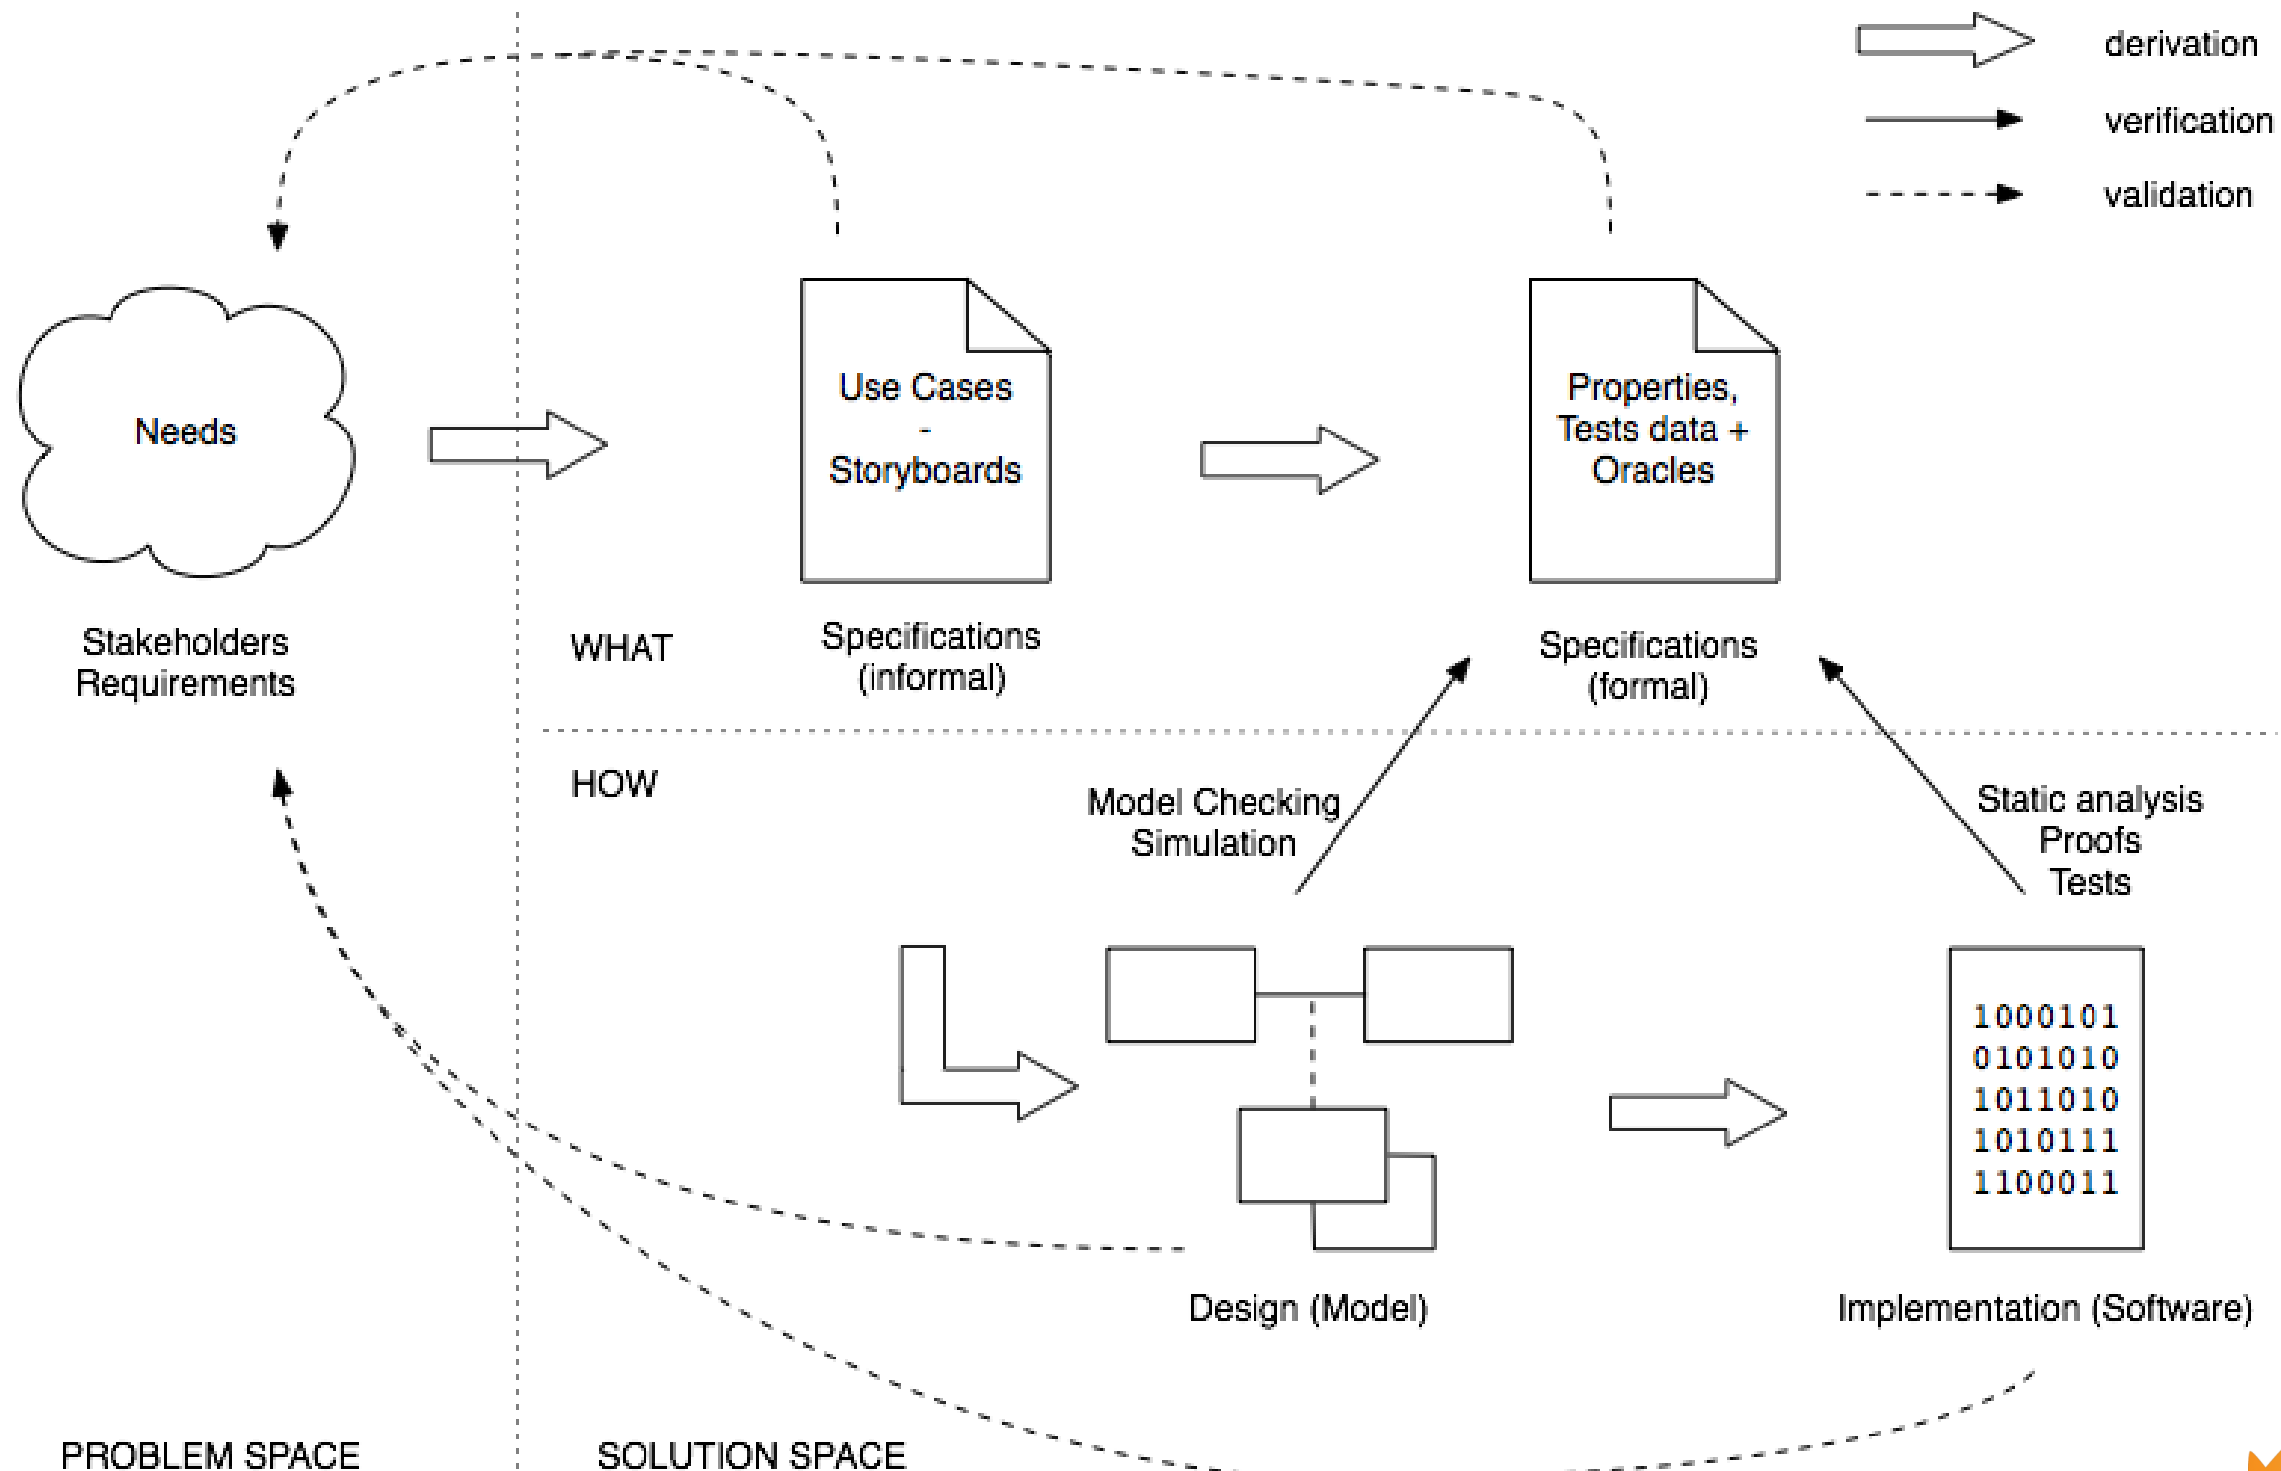 derivation
verification
validation
Needs
Use Cases
-
Storyboards
Properties,
Tests data +
Oracles
Stakeholders
Requirements
WHAT
Specifications
(informal)
Specifications
(formal)
HOW
Model Checking
Simulation
Static analysis
Proofs
Tests
1000101
0101010
1011010
1010111
1100011
Design (Model)
Implementation (Software)
PROBLEM SPACE
SOLUTION SPACE